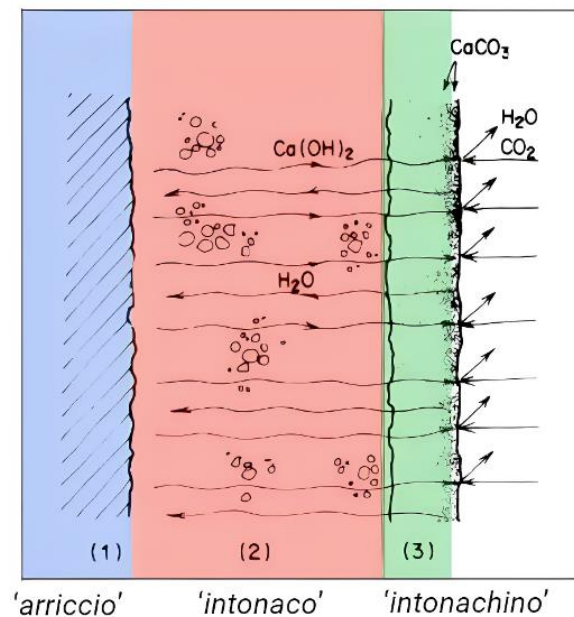 CaCO3
H2O
CO2
Ca(OH)2
H2O
(1) (2) (3)
'arriccio' 'intonaco' 'intonachino'